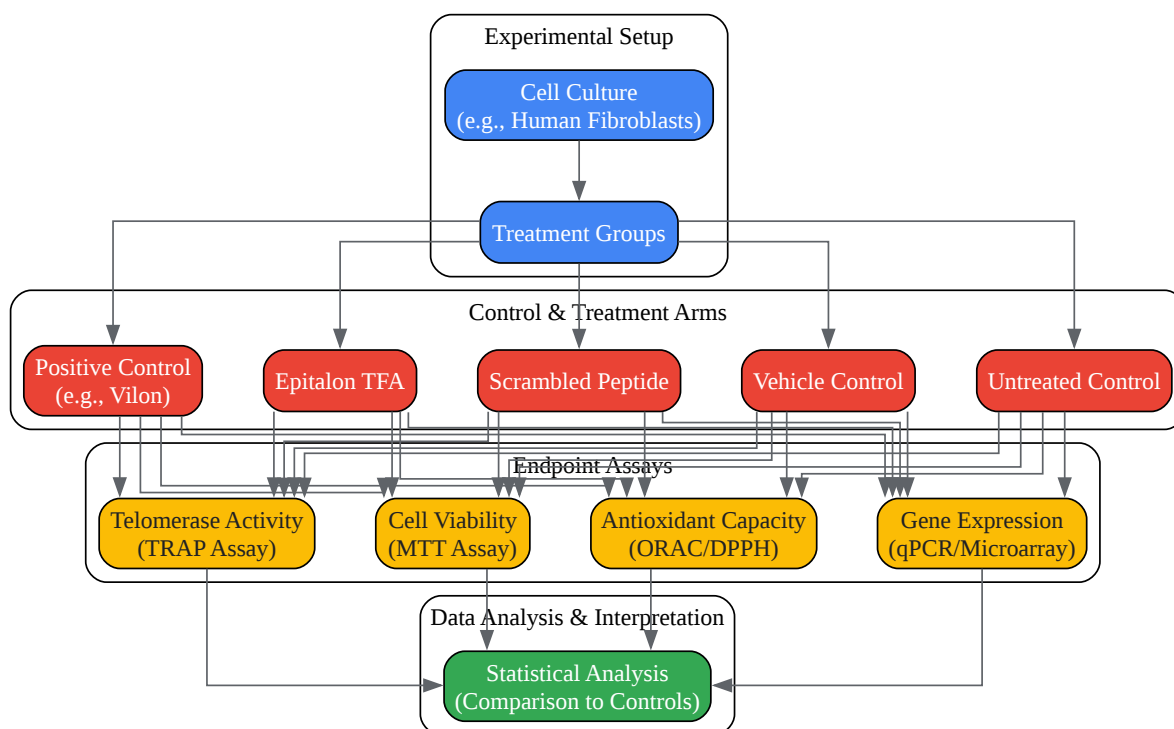 Experimental Setup
Cell Culture
(e.g., Human Fibroblasts)
Treatment Groups
Control & Treatment Arms
Positive Control
(e.g., Vilon)
Epitalon TFA
Scrambled Peptide
Vehicle Control
Untreated Control
Endpoint Assays
Telomerase Activity
(TRAP Assay)
Cell Viability
(MTT Assay)
Antioxidant Capacity
(ORAC/DPPH)
Gene Expression
(qPCR/Microarray)
Data Analysis & Interpretation
Statistical Analysis
(Comparison to Controls)